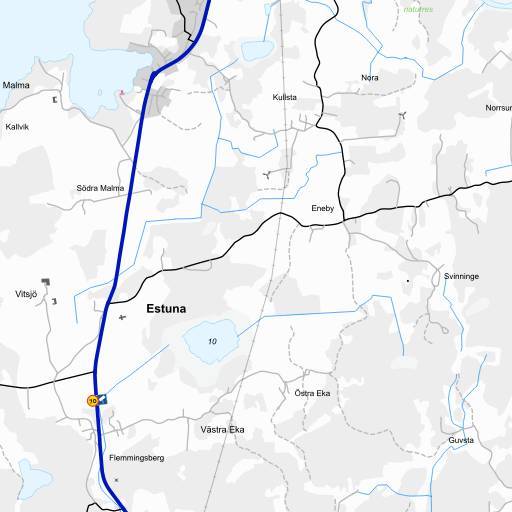 naturres
Nora
Malma
Kullsta
Norrsun
Kallvik
Södra Malma
Eneby
Svinninge
Vitsjö
Estuna
10
Östra Eka
10
Västra Eka
Guvsta
Flemmingsberg